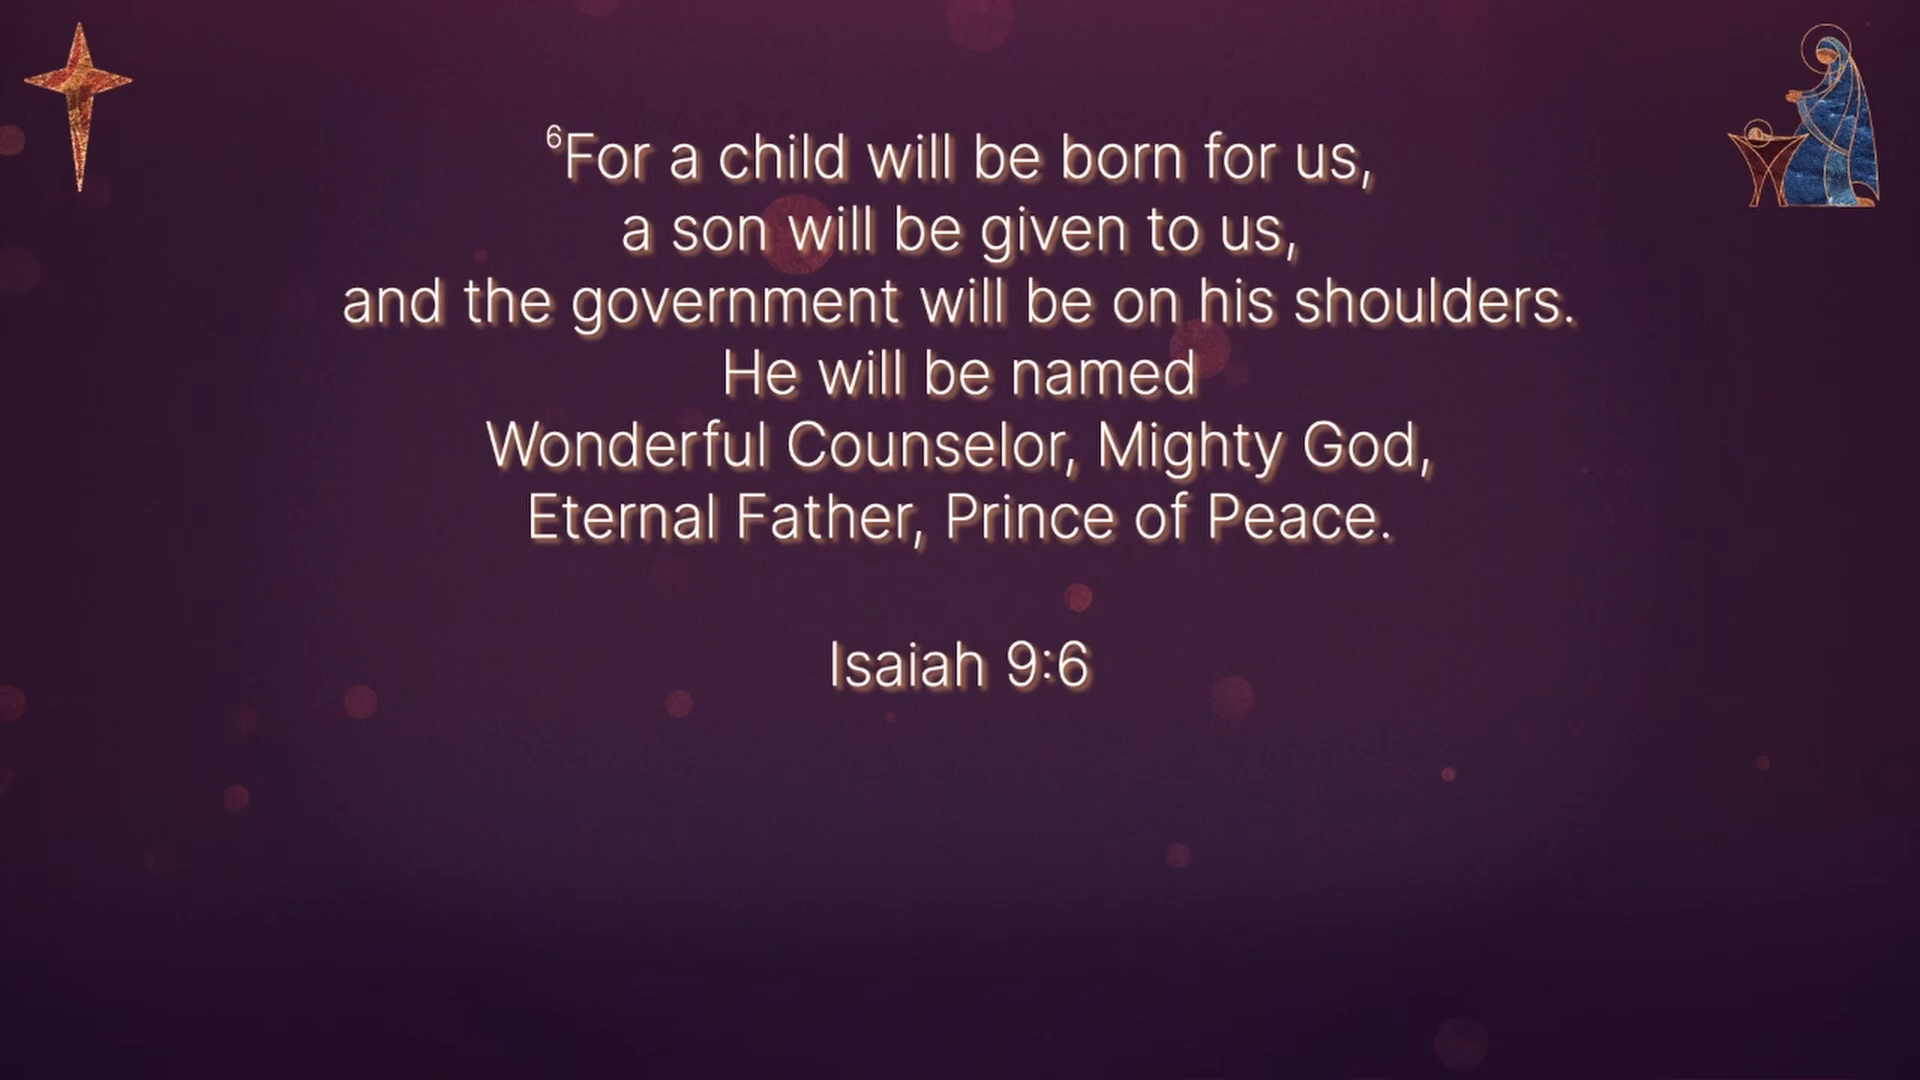 ⁶For a child will be born for us,
a son will be given to us,
and the government will be on his shoulders.
He will be named
Wonderful Counselor, Mighty God,
Eternal Father, Prince of Peace.
Isaiah 9:6